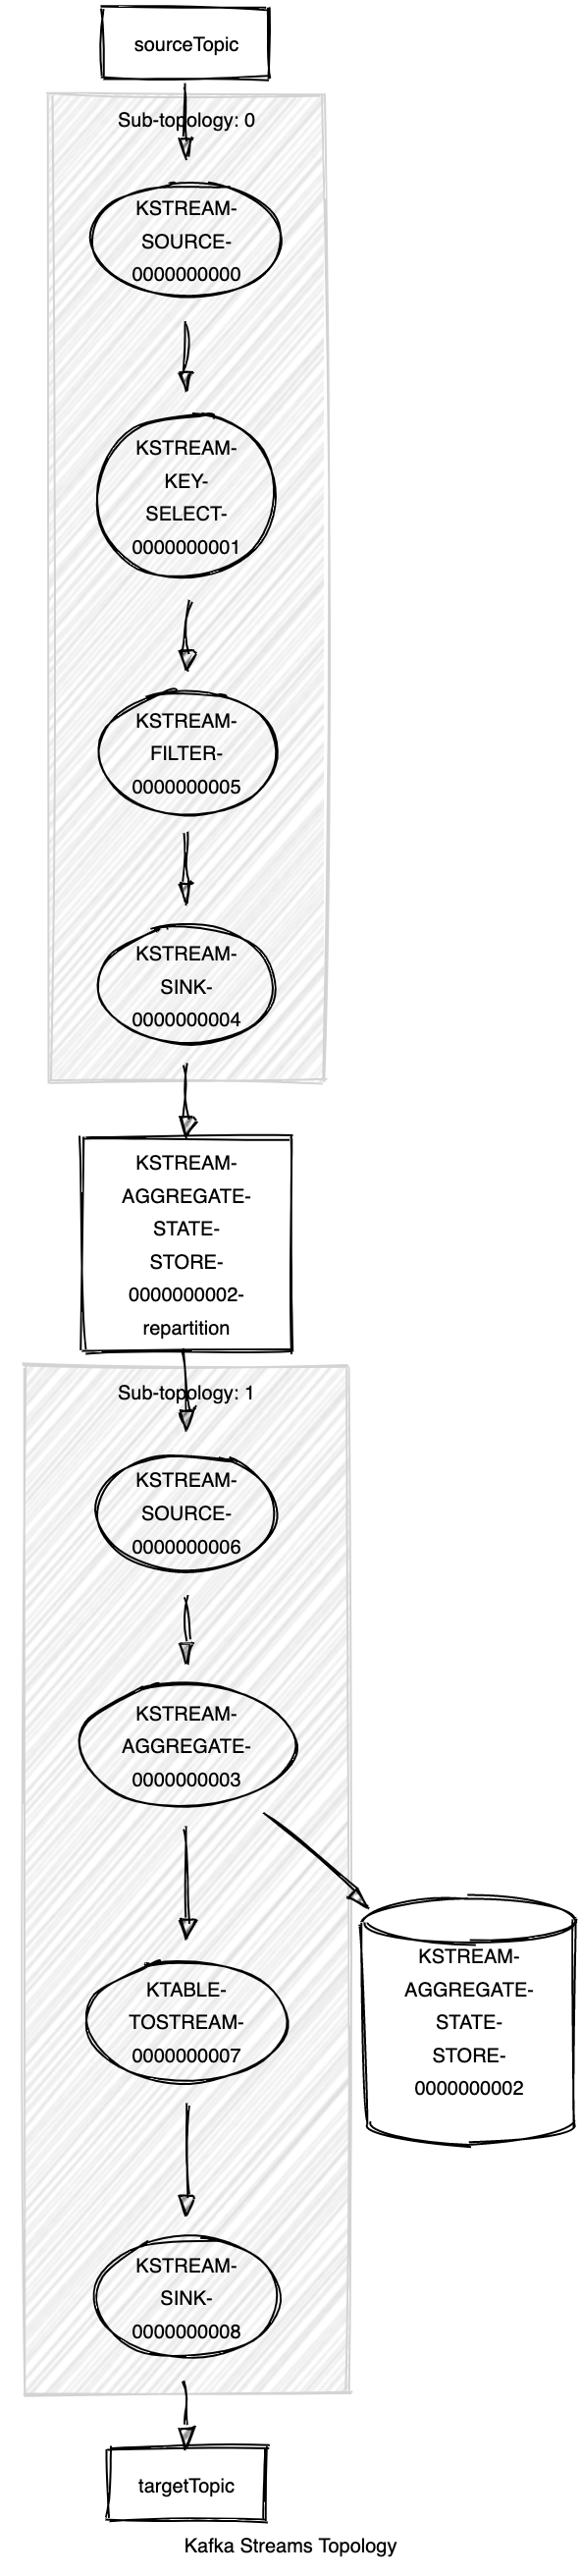 sourceTopic
Sub-topology: 0
KSTREAM-
SOURCE-
0000000000
KSTREAM-
KEY-
SELECT-
0000000001
KSTREAM-
FILTER-
0000000005
KSTREAM-
SINK-
0000000004
KSTREAM-
AGGREGATE-
STATE-
STORE-
0000000002-
repartition
Sub-topology: 1
KSTREAM-
SOURCE-
0000000006
KSTREAM-
AGGREGATE-
0000000003
KSTREAM-
AGGREGATE-
STATE-
STORE-
0000000002
KTABLE-
TOSTREAM-
0000000007
KSTREAM-
SINK-
0000000008
targetTopic
Kafka Streams Topology